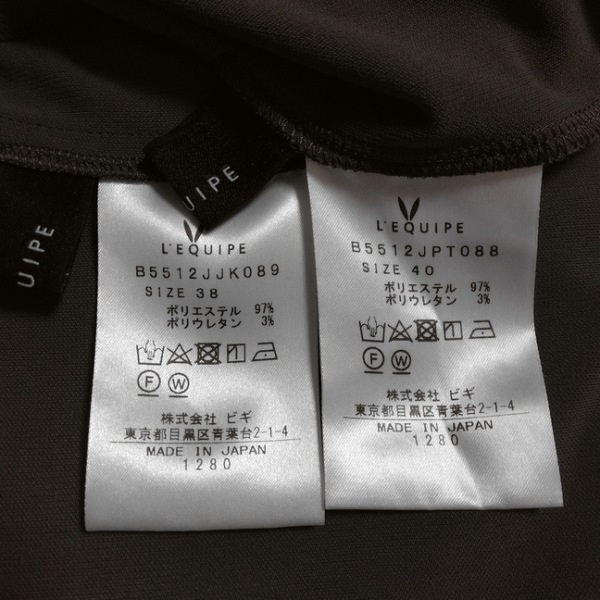 UIPE
UIPE
L'EQUIPE
B5512JJK089
SIZE 38
ポリエステル 97%
ポリウレタン 3%
F W
株式会社 ビギ
東京都目黒区青葉台2-1-4
MADE IN JAPAN
1280
L'EQUIPE
B5512JPT088
SIZE 40
ポリエステル 97%
ポリウレタン 3%
F W
株式会社 ビギ
東京都目黒区青葉台2-1-4
MADE IN JAPAN
1280